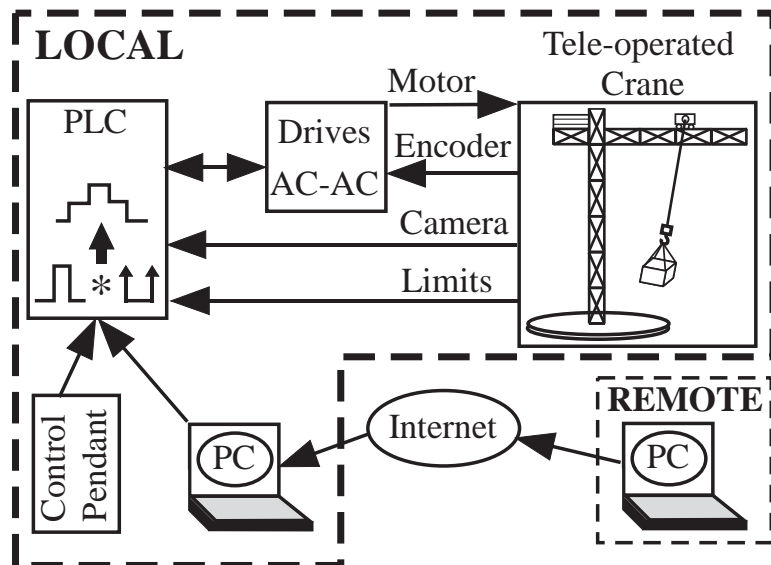 LOCAL
Tele-operated
Crane
Motor
PLC
Drives
AC-AC
Encoder
Camera
*
Limits
Control
Pendant
PC
Internet
REMOTE
PC